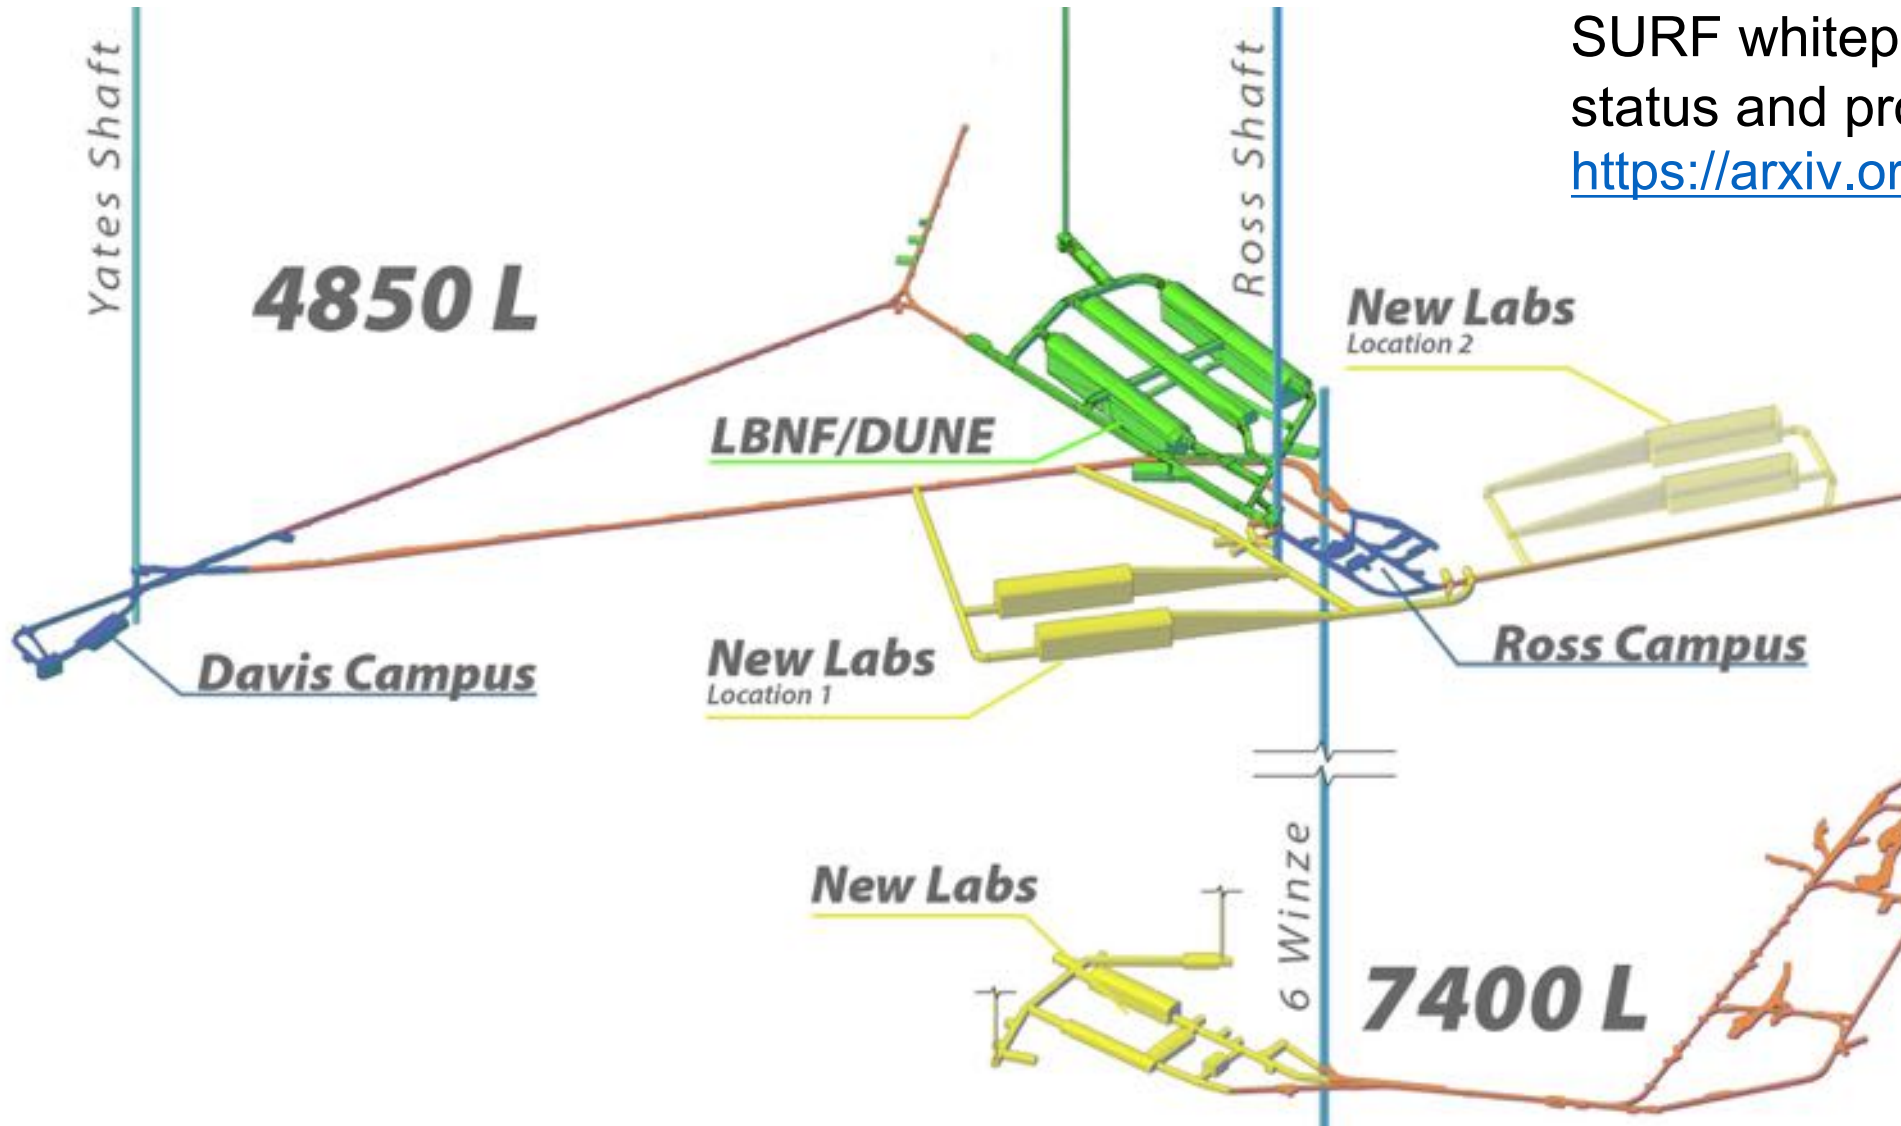 SURF whitep
status and pro
https://arxiv.or
Yates Shaft
Ross Shaft
4850 L
New Labs
Location 2
LBNF/DUNE
Davis Campus
New Labs
Location 1
Ross Campus
New Labs
6 Winze
7400 L